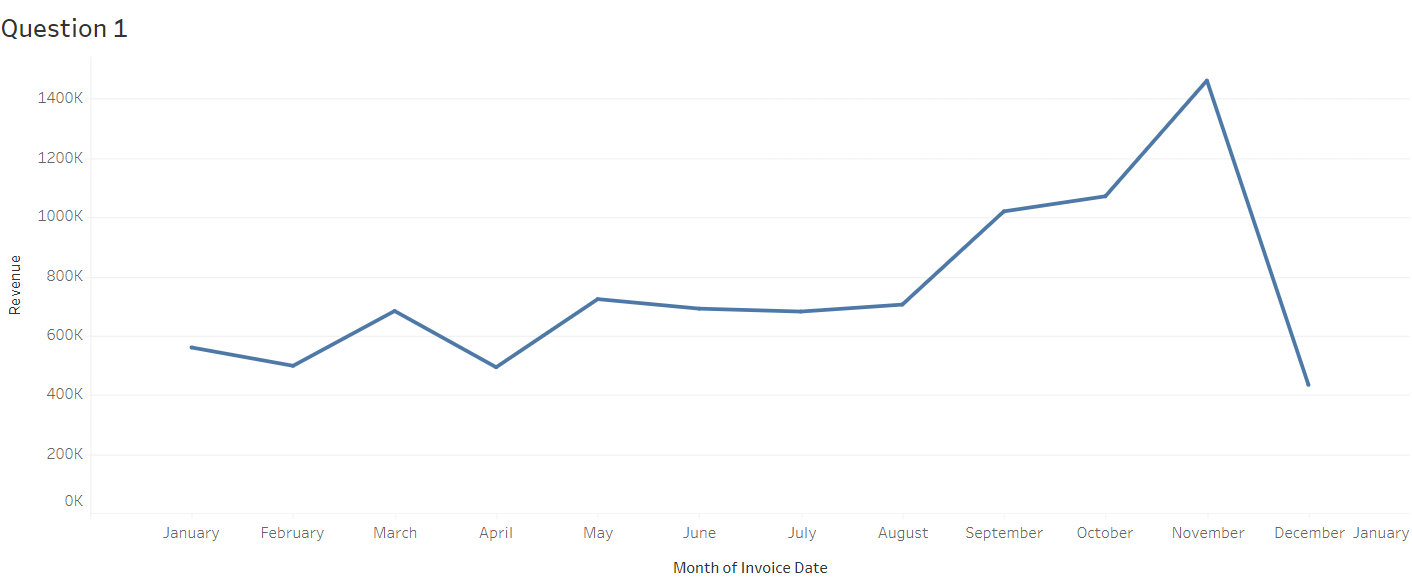 Question 1
1400K
1200K
1000K
800K
600K
400K
200K
0K
Revenue
January February March April May June July August September October November December January
Month of Invoice Date